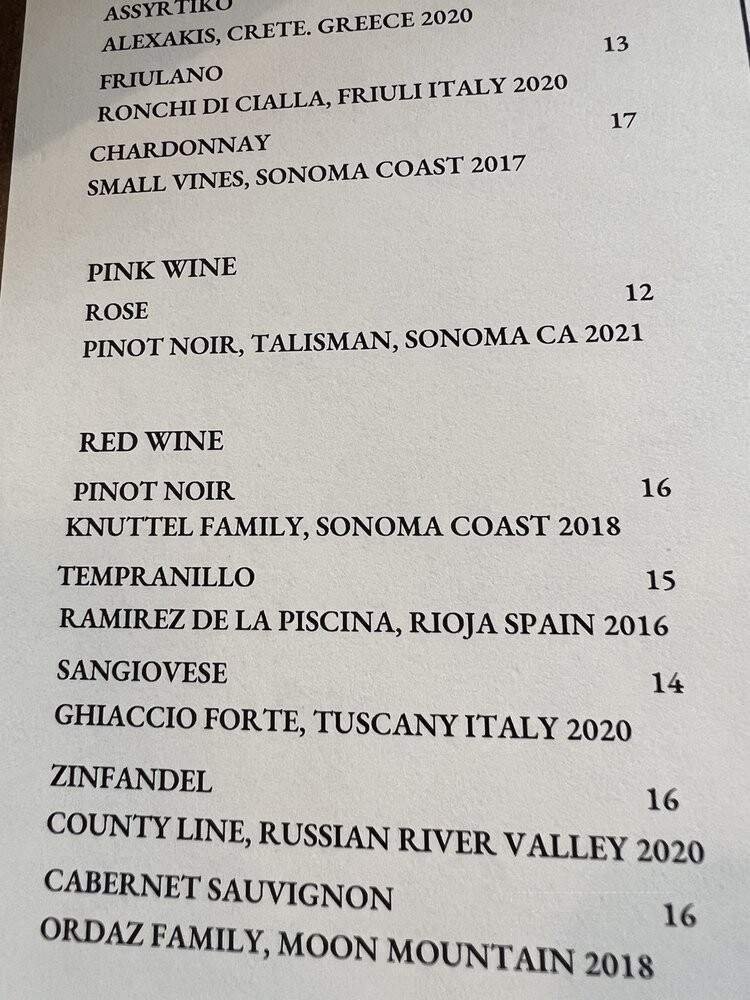 ASSYRTIKO
ALEXAKIS, CRETE. GREECE 2020
FRIULANO 13
RONCHI DI CIALLA, FRIULI ITALY 2020
CHARDONNAY 17
SMALL VINES, SONOMA COAST 2017
PINK WINE
ROSE 12
PINOT NOIR, TALISMAN, SONOMA CA 2021
RED WINE
PINOT NOIR 16
KNUTTEL FAMILY, SONOMA COAST 2018
TEMPRANILLO 15
RAMIREZ DE LA PISCINA, RIOJA SPAIN 2016
SANGIOVESE 14
GHIACCIO FORTE, TUSCANY ITALY 2020
ZINFANDEL 16
COUNTY LINE, RUSSIAN RIVER VALLEY 2020
CABERNET SAUVIGNON 16
ORDAZ FAMILY, MOON MOUNTAIN 2018